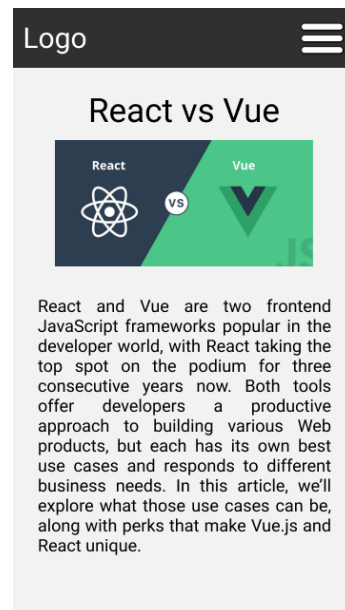 Logo
React vs Vue
React
Vue
VS
JS
React and Vue are two frontend
JavaScript frameworks popular in the
developer world, with React taking the
top spot on the podium for three
consecutive years now. Both tools
offer developers a productive
approach to building various Web
products, but each has its own best
use cases and responds to different
business needs. In this article, we’ll
explore what those use cases can be,
along with perks that make Vue.js and
React unique.